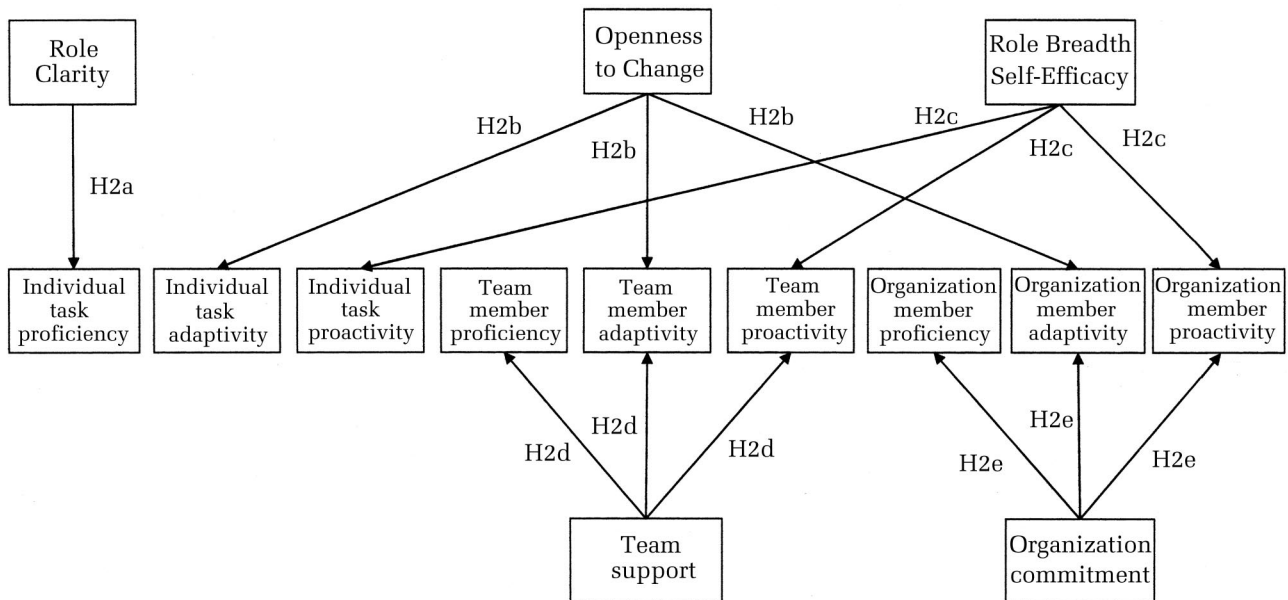 Role
Clarity
Openness
to Change
Role Breadth
Self-Efficacy
H2a
H2b
H2b
H2b
H2c
H2c
H2c
Individual
task
proficiency
Individual
task
adaptivity
Individual
task
proactivity
Team
member
proficiency
Team
member
adaptivity
Team
member
proactivity
Organization
member
proficiency
Organization
member
adaptivity
Organization
member
proactivity
H2d
H2d
H2d
H2e
H2e
H2e
Team
support
Organization
commitment